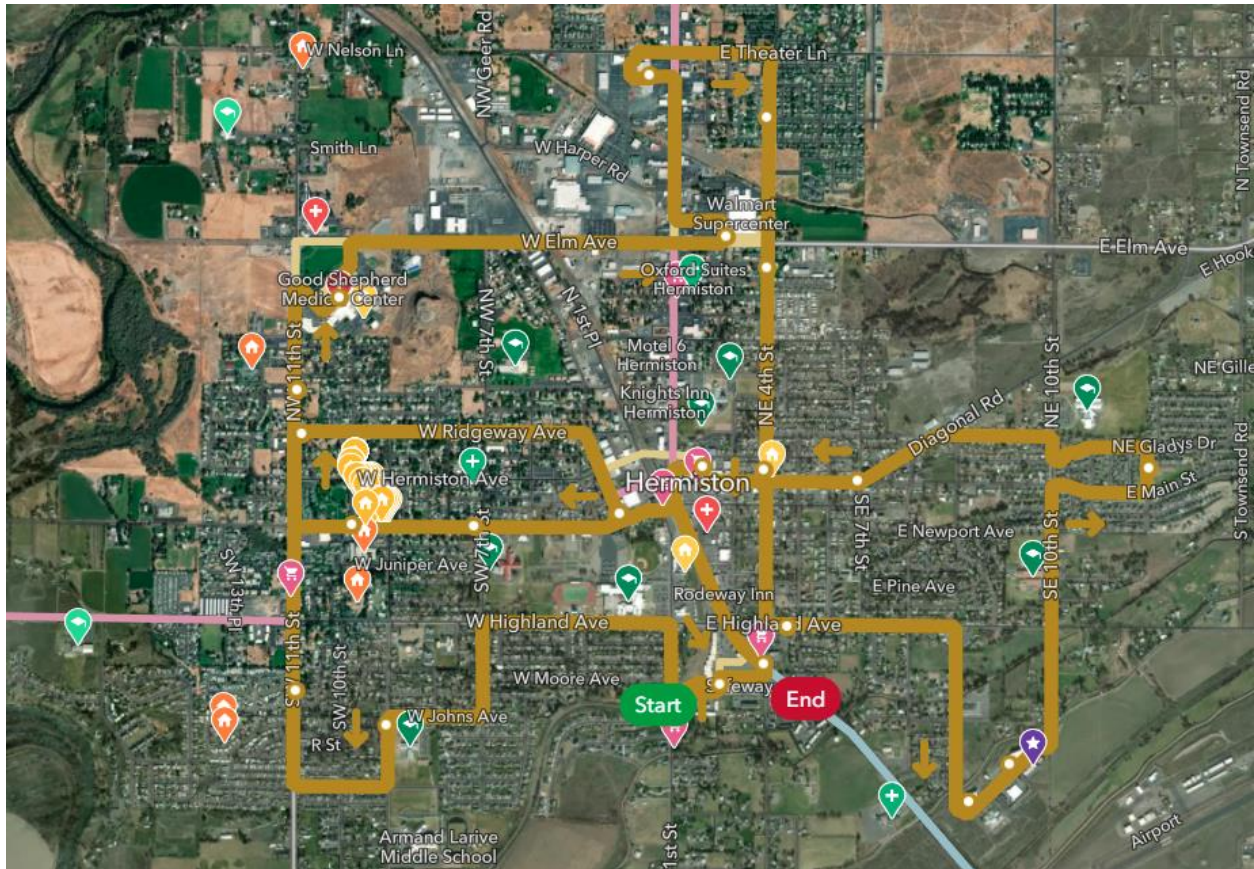 W Nelson Ln
NW Geer Rd
E Theater Ln
N Townsend Rd
Smith Ln
W Harper Rd
Walmart
Supercenter
W Elm Ave
E Elm Ave
E Hook
Good Shepherd
Medical Center
Oxford Suites
Hermiston
NW 7th St
N 1st Pl
NW 11th St
Motel 6
Hermiston
NE 4th St
NE 10th St
NE Gille
Knights Inn
Hermiston
W Ridgeway Ave
Diagonal Rd
NE Gladys Dr
W Hermiston Ave
Hermiston
E Main St
S Townsend Rd
SW 7th St
SE 7th St
E Newport Ave
SE 10th St
W Juniper Ave
E Pine Ave
SW 13th Pl
Rodeway Inn
W Highland Ave
E Highland Ave
SW 11th St
SW 10th St
W Moore Ave
Safeway
Start
End
W Johns Ave
R St
Armand Larive
Middle School
1st St
Airport